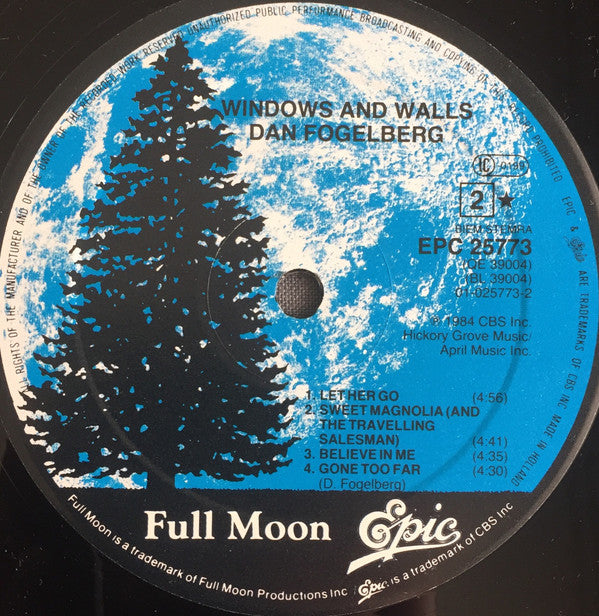 ALL RIGHTS OF THE MANUFACTURER AND OF THE OWNER OF THE RECORDED WORK RESERVED UNAUTHORIZED PUBLIC PERFORMANCE BROADCASTING AND COPYING OF PROHIBITED EPIC & Epic ARE TRADEMARKS OF CBS INC MADE IN HOLLAND
WINDOWS AND WALLS
DAN FOGELBERG
2
BIEM STEMRA
EPC 25773
(QE 39004)
(BL 39004)
01-025773-2
℗ 1984 CBS Inc.
Hickory Grove Music/
April Music Inc.
1. LET HER GO (4:56)
2. SWEET MAGNOLIA (AND
THE TRAVELLING
SALESMAN) (4:41)
3. BELIEVE IN ME (4:35)
4. GONE TOO FAR (4:30)
(D. Fogelberg)
Full Moon Epic
Full Moon is a trademark of Full Moon Productions Inc Epic is a trademark of CBS Inc